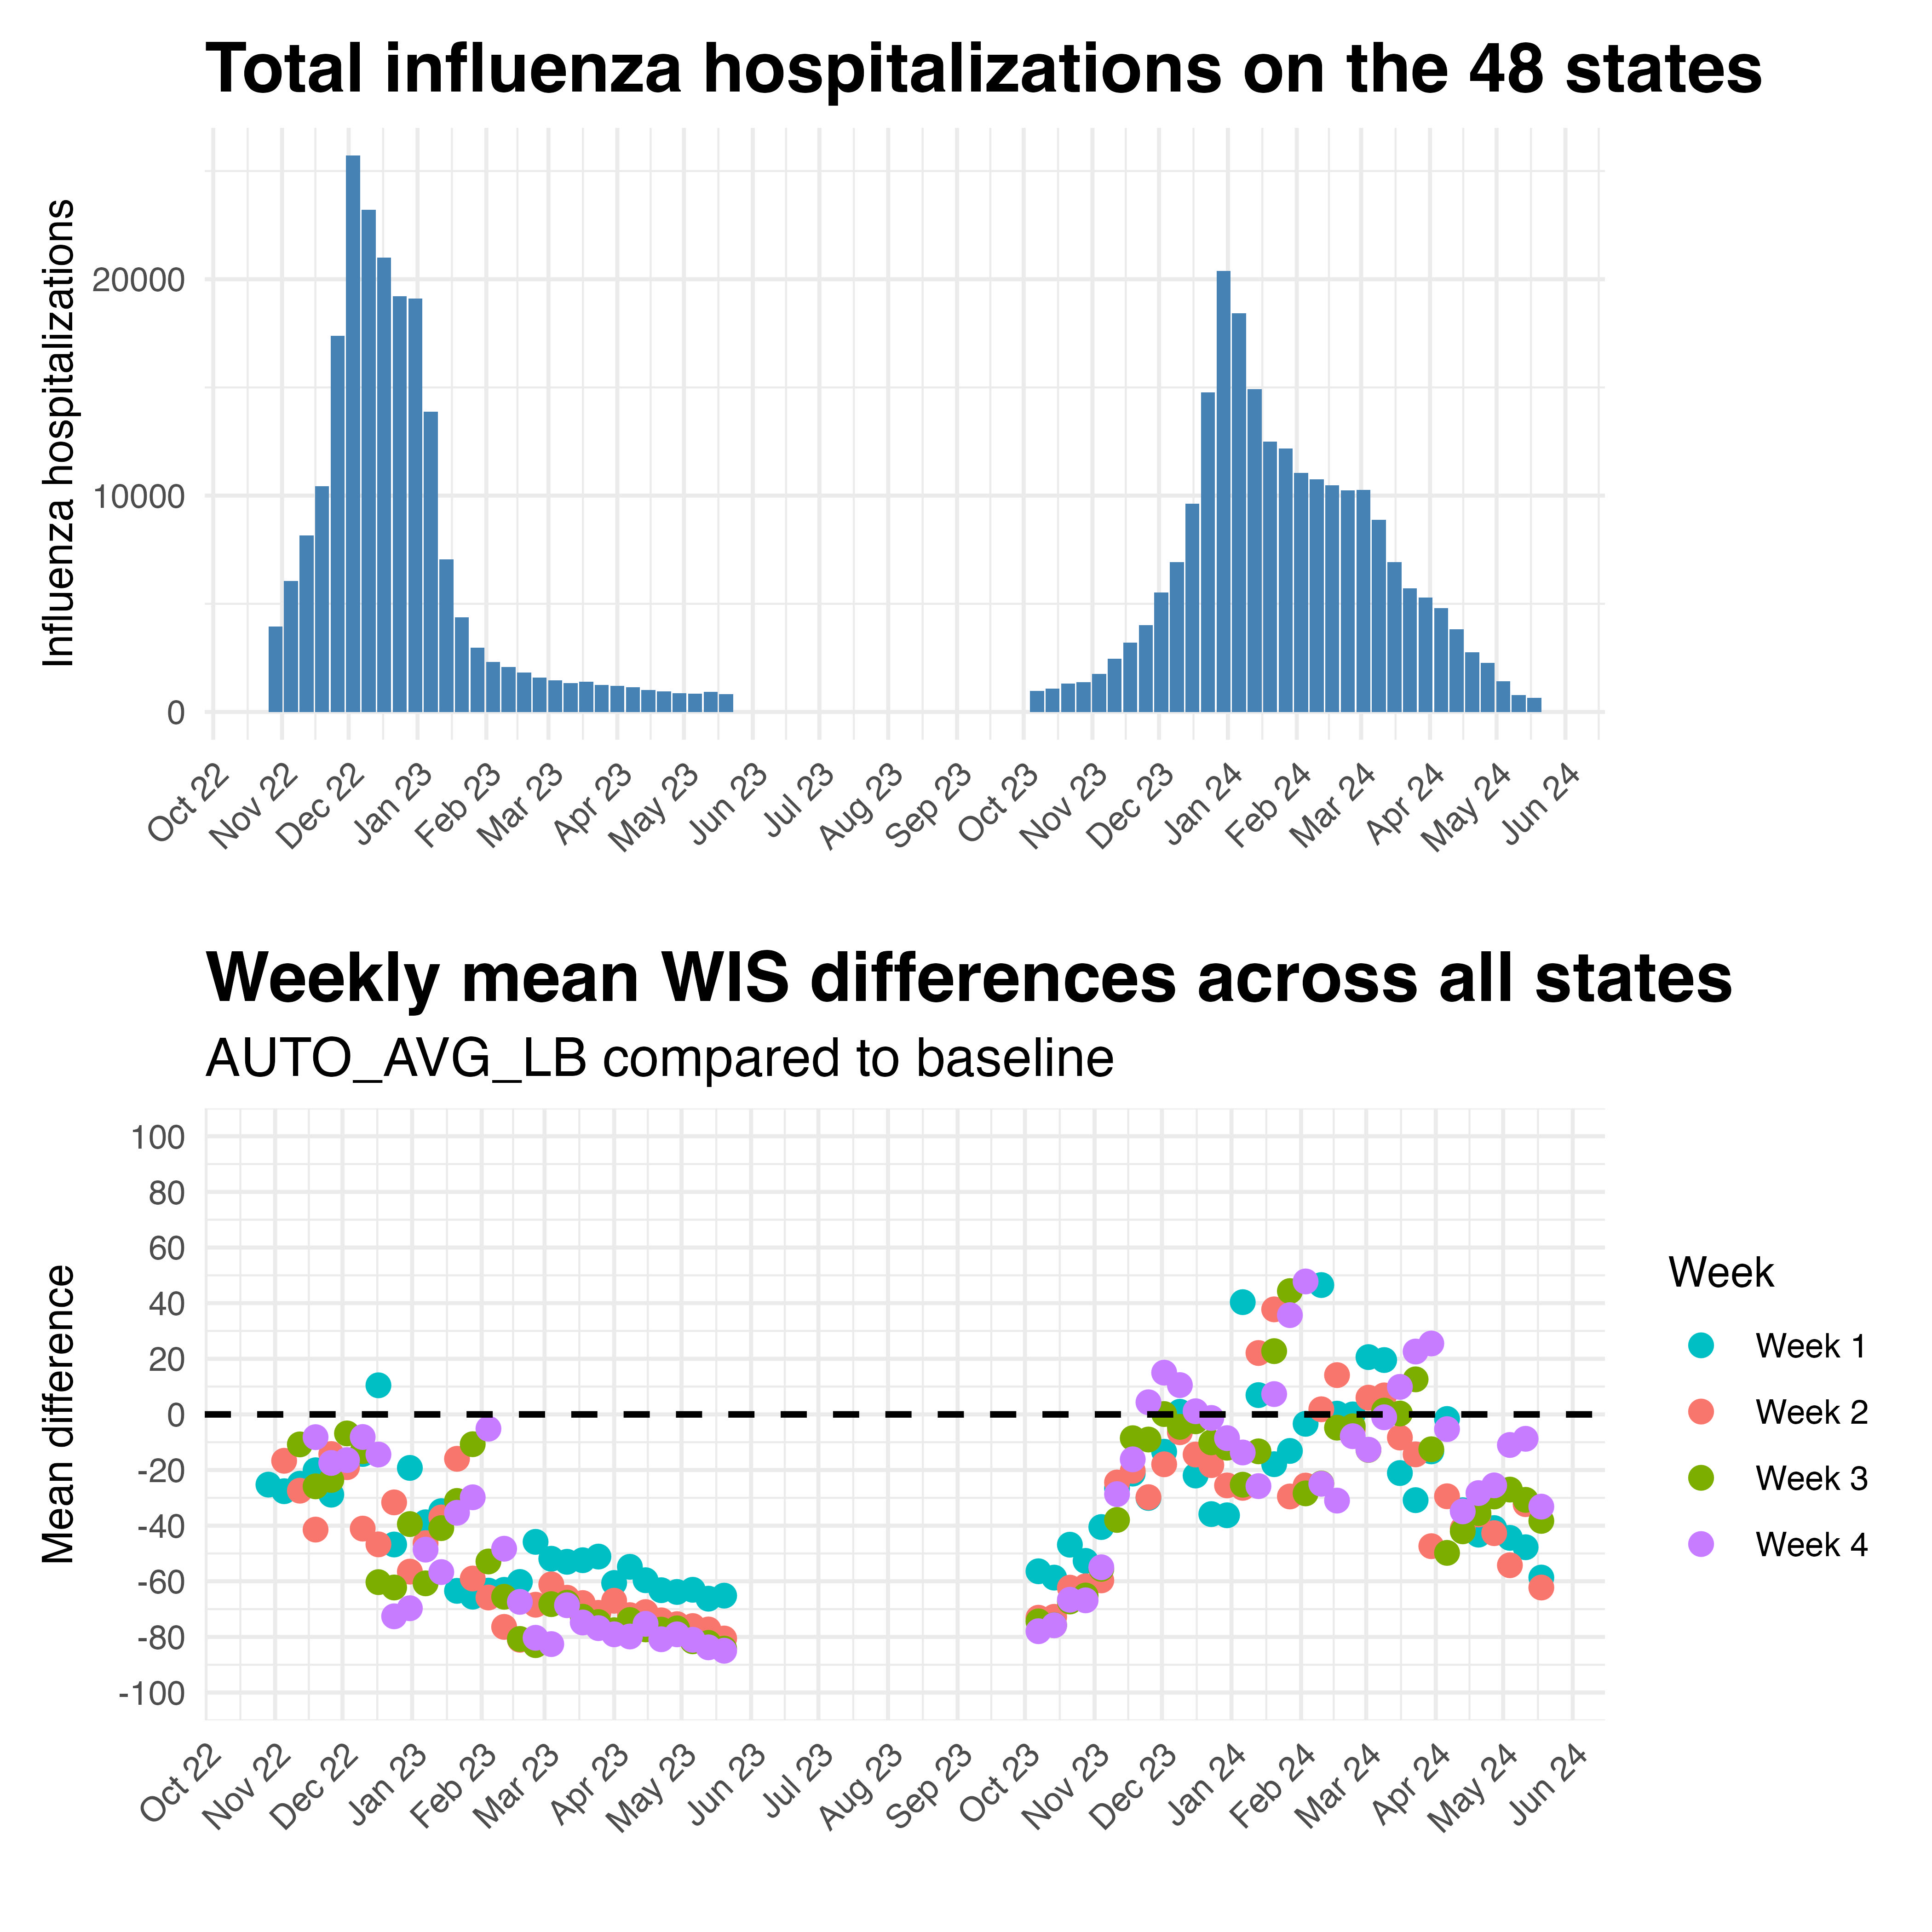 Total influenza hospitalizations on the 48 states
Influenza hospitalizations
20000
10000
0
Oct 22
Nov 22
Dec 22
Jan 23
Feb 23
Mar 23
Apr 23
May 23
Jun 23
Jul 23
Aug 23
Sep 23
Oct 23
Nov 23
Dec 23
Jan 24
Feb 24
Mar 24
Apr 24
May 24
Jun 24
Weekly mean WIS differences across all states
AUTO_AVG_LB compared to baseline
Mean difference
100
80
60
40
20
0
-20
-40
-60
-80
-100
Oct 22
Nov 22
Dec 22
Jan 23
Feb 23
Mar 23
Apr 23
May 23
Jun 23
Jul 23
Aug 23
Sep 23
Oct 23
Nov 23
Dec 23
Jan 24
Feb 24
Mar 24
Apr 24
May 24
Jun 24
Week
Week 1
Week 2
Week 3
Week 4